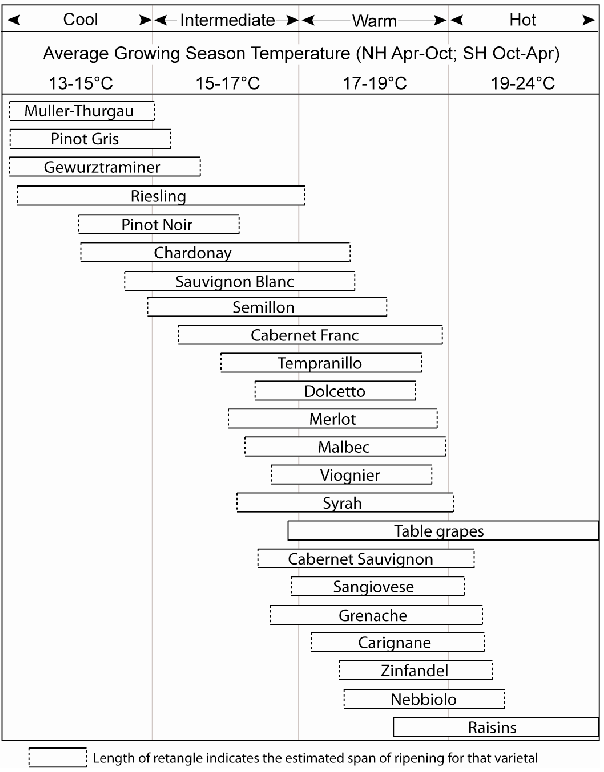 Cool Intermediate Warm Hot
Average Growing Season Temperature (NH Apr-Oct; SH Oct-Apr)
13-15°C 15-17°C 17-19°C 19-24°C
Muller-Thurgau
Pinot Gris
Gewurztraminer
Riesling
Pinot Noir
Chardonay
Sauvignon Blanc
Semillon
Cabernet Franc
Tempranillo
Dolcetto
Merlot
Malbec
Viognier
Syrah
Table grapes
Cabernet Sauvignon
Sangiovese
Grenache
Carignane
Zinfandel
Nebbiolo
Raisins
Length of retangle indicates the estimated span of ripening for that varietal